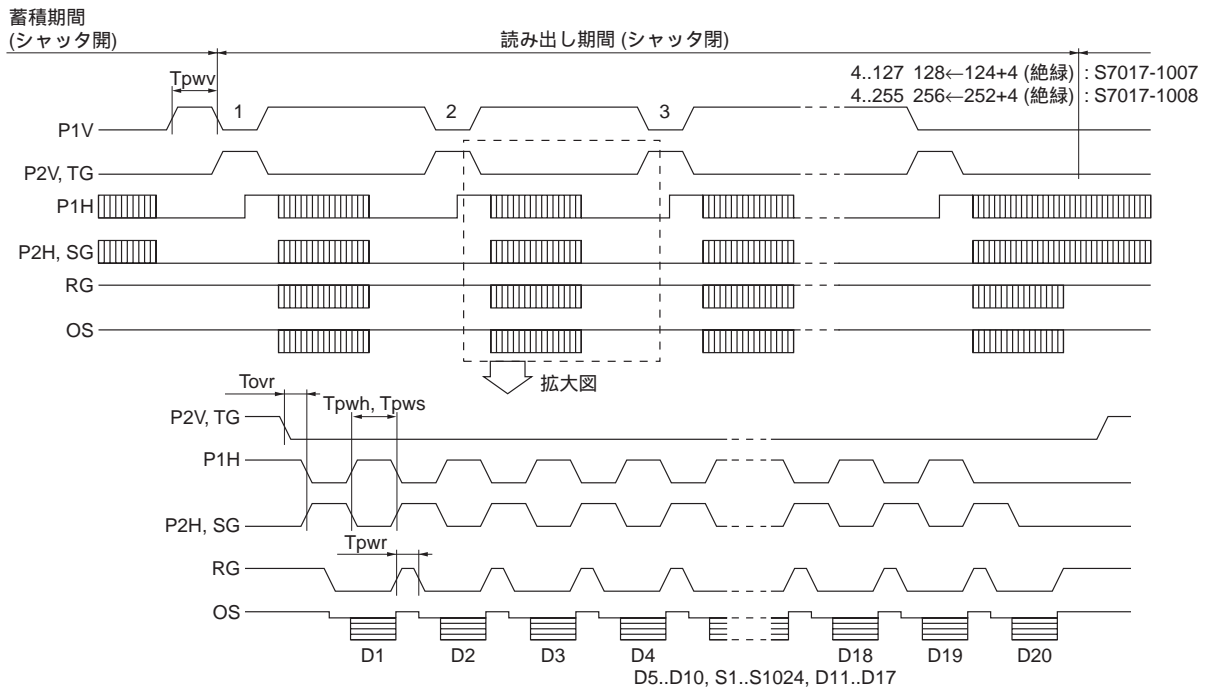 蓄積期間
(シャッタ開)
読み出し期間 (シャッタ閉)
Tpwv
4..127 128←124+4 (絶縁) : S7017-1007
4..255 256←252+4 (絶縁) : S7017-1008
1
2
3
P1V
P2V, TG
P1H
P2H, SG
RG
OS
拡大図
Tovr
Tpwh, Tpws
P2V, TG
P1H
P2H, SG
Tpwr
RG
OS
D1
D2
D3
D4
D18
D19
D20
D5..D10, S1..S1024, D11..D17